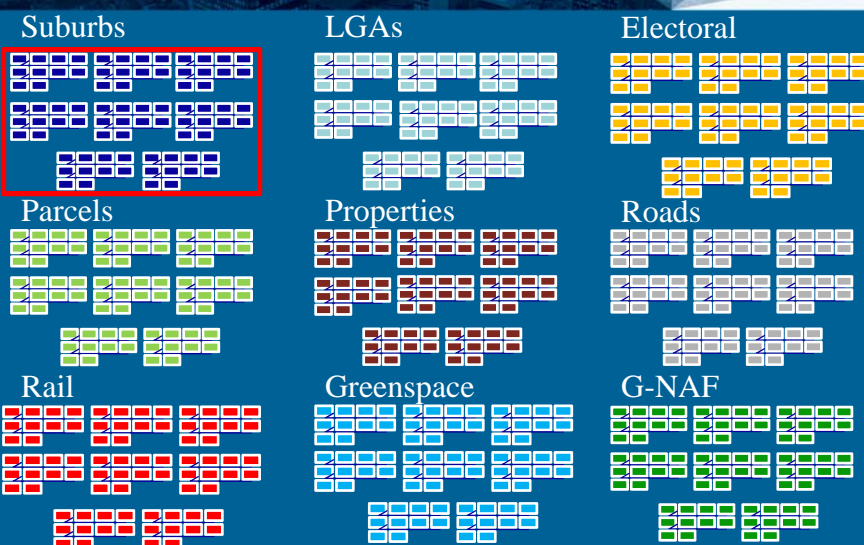 Suburbs
LGAs
Electoral
Parcels
Properties
Roads
Rail
Greenspace
G-NAF